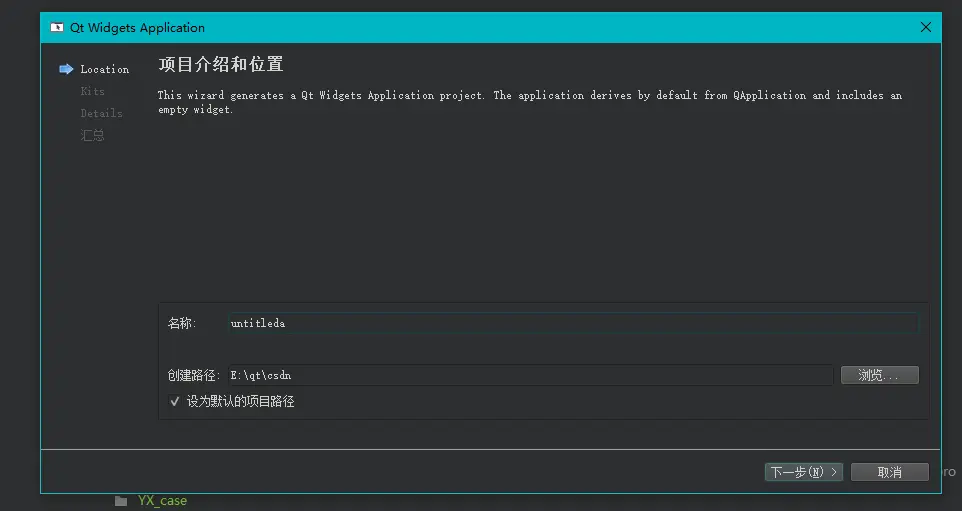 Qt Widgets Application
Location
Kits
Details
汇总
项目介绍和位置
This wizard generates a Qt Widgets Application project. The application derives by default from QApplication and includes an
empty widget.
名称: untitleda
创建路径: E:\qt\csdn 浏览...
设为默认的项目路径
下一步(N) > 取消
ro
YX_case